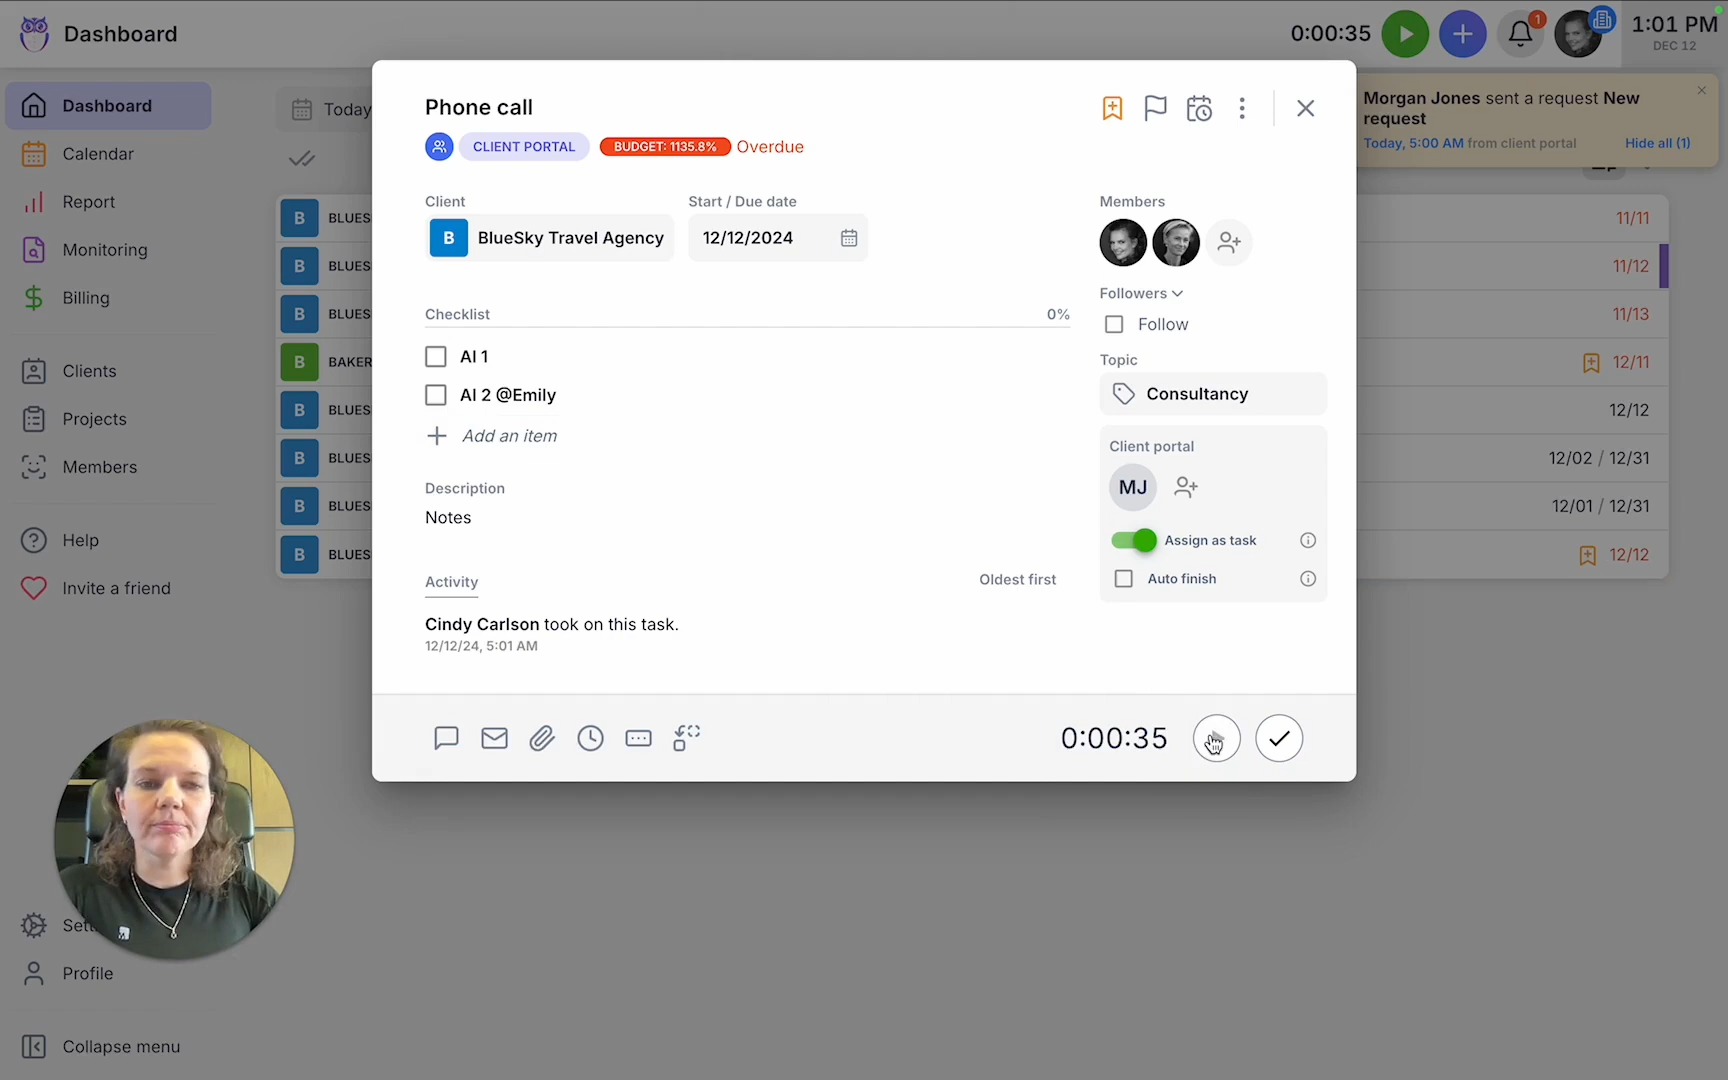 Dashboard
0:00:35
1
1:01 PM
DEC 12
Dashboard
Calendar
Report
Monitoring
Billing
Clients
Projects
Members
Help
Invite a friend
Profile
Collapse menu
Today
B BLUES
B BLUES
B BLUES
B BAKER
B BLUES
B BLUES
B BLUES
B BLUES
Phone call
CLIENT PORTAL BUDGET: 1135.8% Overdue
Client
B BlueSky Travel Agency
Start / Due date
12/12/2024
Checklist 0%
AI 1
AI 2 @Emily
Add an item
Description
Notes
Activity Oldest first
Cindy Carlson took on this task.
12/12/24, 5:01 AM
Members
Followers
Follow
Topic
Consultancy
Client portal
MJ
Assign as task
Auto finish
0:00:35
Morgan Jones sent a request New
request
Today, 5:00 AM from client portal Hide all (1)
11/11
11/12
11/13
12/11
12/12
12/02 / 12/31
12/01 / 12/31
12/12